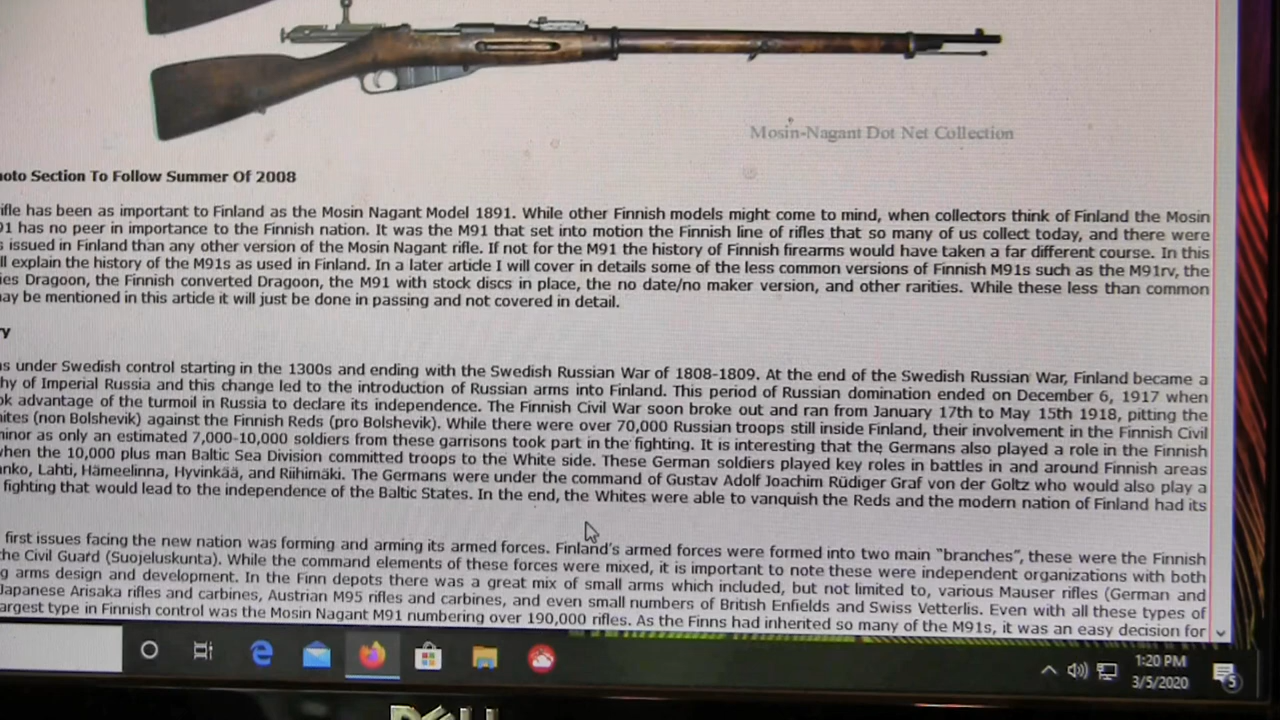 Mosin-Nagant Dot Net Collection
oto Section To Follow Summer Of 2008
ifle has been as important to Finland as the Mosin Nagant Model 1891. While other Finnish models might come to mind, when collectors think of Finland the Mosin
91 has no peer in importance to the Finnish nation. It was the M91 that set into motion the Finnish line of rifles that so many of us collect today, and there were
s issued in Finland than any other version of the Mosin Nagant rifle. If not for the M91 the history of Finnish firearms would have taken a far different course. In this
ll explain the history of the M91s as used in Finland. In a later article I will cover in details some of the less common versions of Finnish M91s such as the M91rv, the
ies Dragoon, the Finnish converted Dragoon, the M91 with stock discs in place, the no date/no maker version, and other rarities. While these less than common
nay be mentioned in this article it will just be done in passing and not covered in detail.
ry
as under Swedish control starting in the 1300s and ending with the Swedish Russian War of 1808-1809. At the end of the Swedish Russian War, Finland became a
hy of Imperial Russia and this change led to the introduction of Russian arms into Finland. This period of Russian domination ended on December 6, 1917 when
ok advantage of the turmoil in Russia to declare its independence. The Finnish Civil War soon broke out and ran from January 17th to May 15th 1918, pitting the
hites (non Bolshevik) against the Finnish Reds (pro Bolshevik). While there were over 70,000 Russian troops still inside Finland, their involvement in the Finnish Civil
minor as only an estimated 7,000-10,000 soldiers from these garrisons took part in the fighting. It is interesting that the Germans also played a role in the Finnish
when the 10,000 plus man Baltic Sea Division committed troops to the White side. These German soldiers played key roles in battles in and around Finnish areas
anko, Lahti, Hämeelinna, Hyvinkää, and Riihimäki. The Germans were under the command of Gustav Adolf Joachim Rüdiger Graf von der Goltz who would also play a
fighting that would lead to the independence of the Baltic States. In the end, the Whites were able to vanquish the Reds and the modern nation of Finland had its
first issues facing the new nation was forming and arming its armed forces. Finland's armed forces were formed into two main "branches", these were the Finnish
the Civil Guard (Suojeluskunta). While the command elements of these forces were mixed, it is important to note these were independent organizations with both
g arms design and development. In the Finn depots there was a great mix of small arms which included, but not limited to, various Mauser rifles (German and
Japanese Arisaka rifles and carbines, Austrian M95 rifles and carbines, and even small numbers of British Enfields and Swiss Vetterlis. Even with all these types of
argest type in Finnish control was the Mosin Nagant M91 numbering over 190,000 rifles. As the Finns had inherited so many of the M91s, it was an easy decision for
1:20 PM
3/5/2020
5
DELL